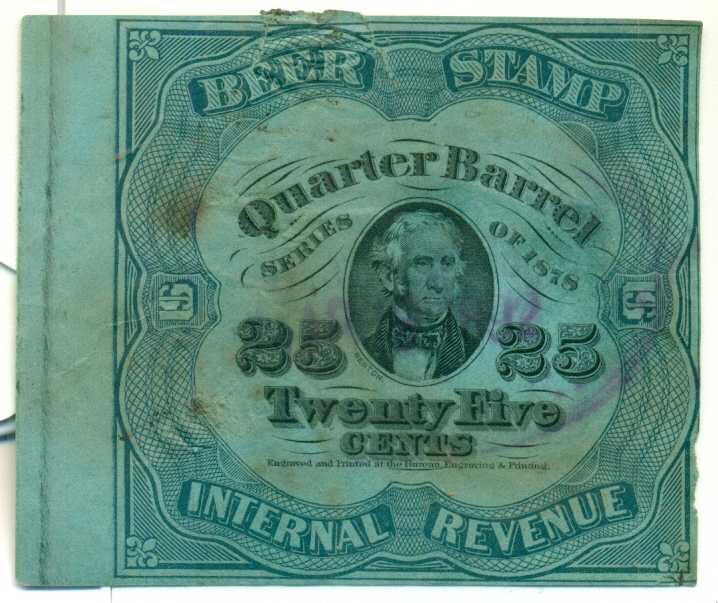 BEER STAMP
Quarter Barrel
SERIES OF 1878
25 25
BENTON
Twenty Five
CENTS
Engraved and Printed at the Bureau, Engraving & Printing.
INTERNAL REVENUE